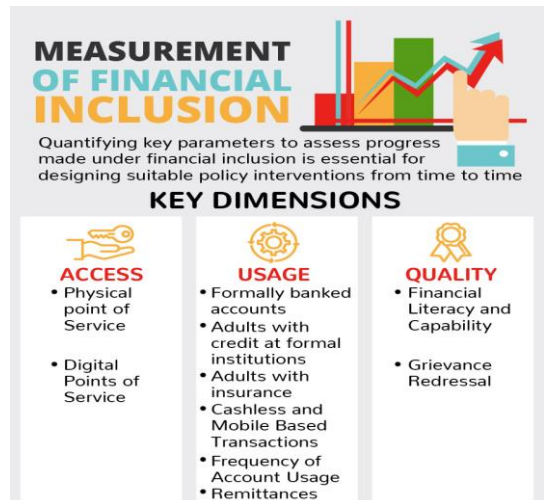 MEASUREMENT
OF FINANCIAL
INCLUSION
Quantifying key parameters to assess progress
made under financial inclusion is essential for
designing suitable policy interventions from time to time
KEY DIMENSIONS
ACCESS
• Physical
point of
Service
• Digital
Points of
Service
USAGE
• Formally banked
accounts
• Adults with
credit at formal
institutions
• Adults with
insurance
• Cashless and
Mobile Based
Transactions
• Frequency of
Account Usage
• Remittances
QUALITY
• Financial
Literacy and
Capability
• Grievance
Redressal